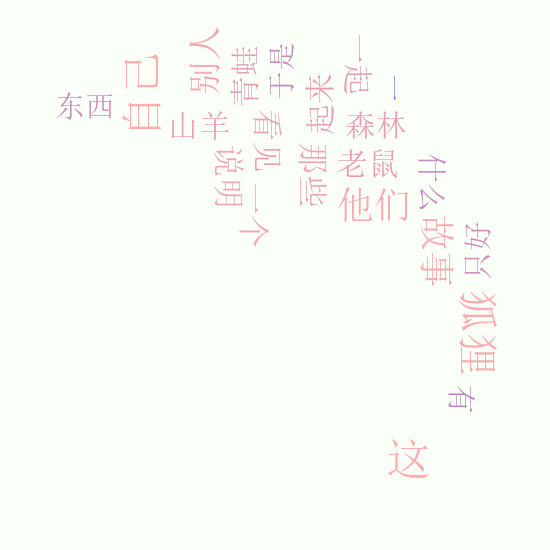 别人
自己
青蛙
于是
一起
东西
起来
一
山羊
看见
森林
说明
那些
老鼠
什么
他们
一个
故事
只好
狐狸
有
这